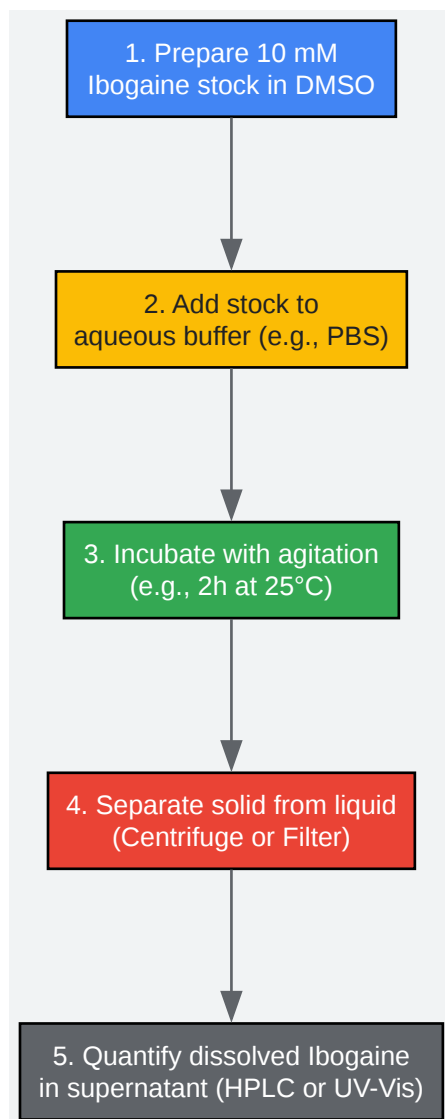 1. Prepare 10 mM
Ibogaine stock in DMSO
2. Add stock to
aqueous buffer (e.g., PBS)
3. Incubate with agitation
(e.g., 2h at 25°C)
4. Separate solid from liquid
(Centrifuge or Filter)
5. Quantify dissolved Ibogaine
in supernatant (HPLC or UV-Vis)